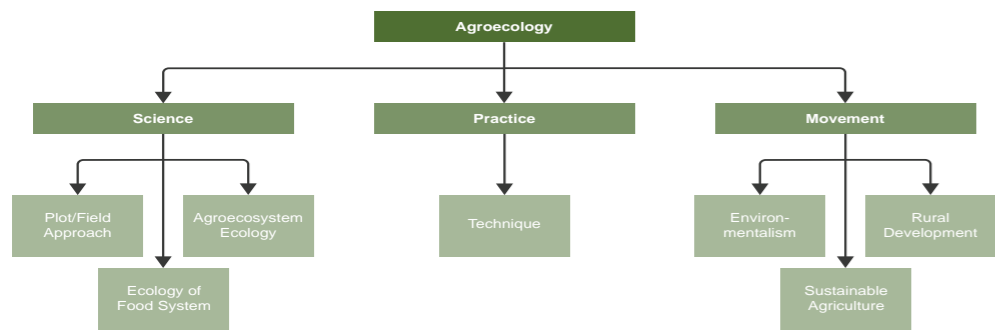 Agroecology
Science
Practice
Movement
Plot/Field
Approach
Agroecosystem
Ecology
Technique
Environ-
mentalism
Rural
Development
Ecology of
Food System
Sustainable
Agriculture